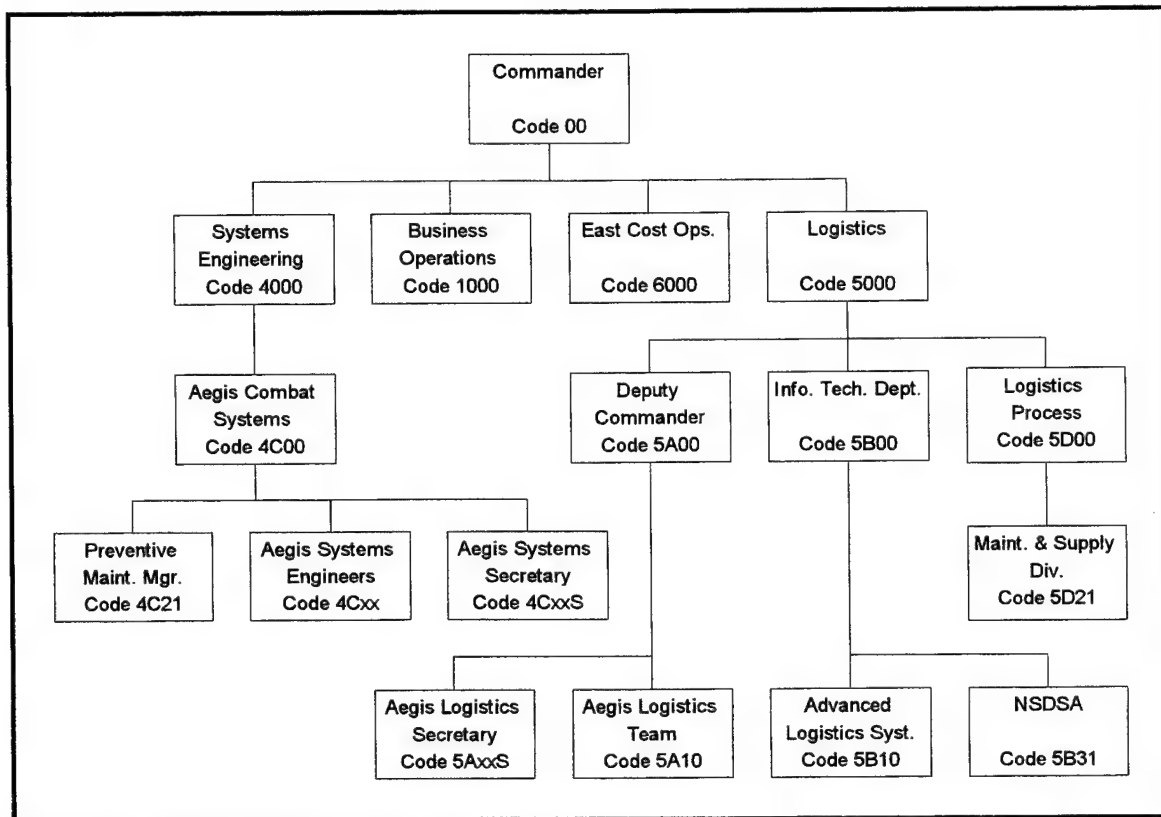 Commander
Code 00
Systems
Engineering
Code 4000
Business
Operations
Code 1000
East Cost Ops.
Code 6000
Logistics
Code 5000
Aegis Combat
Systems
Code 4C00
Deputy
Commander
Code 5A00
Info. Tech. Dept.
Code 5B00
Logistics
Process
Code 5D00
Preventive
Maint. Mgr.
Code 4C21
Aegis Systems
Engineers
Code 4Cxx
Aegis Systems
Secretary
Code 4CxxS
Maint. & Supply
Div.
Code 5D21
Aegis Logistics
Secretary
Code 5AxxS
Aegis Logistics
Team
Code 5A10
Advanced
Logistics Syst.
Code 5B10
NSDSA
Code 5B31